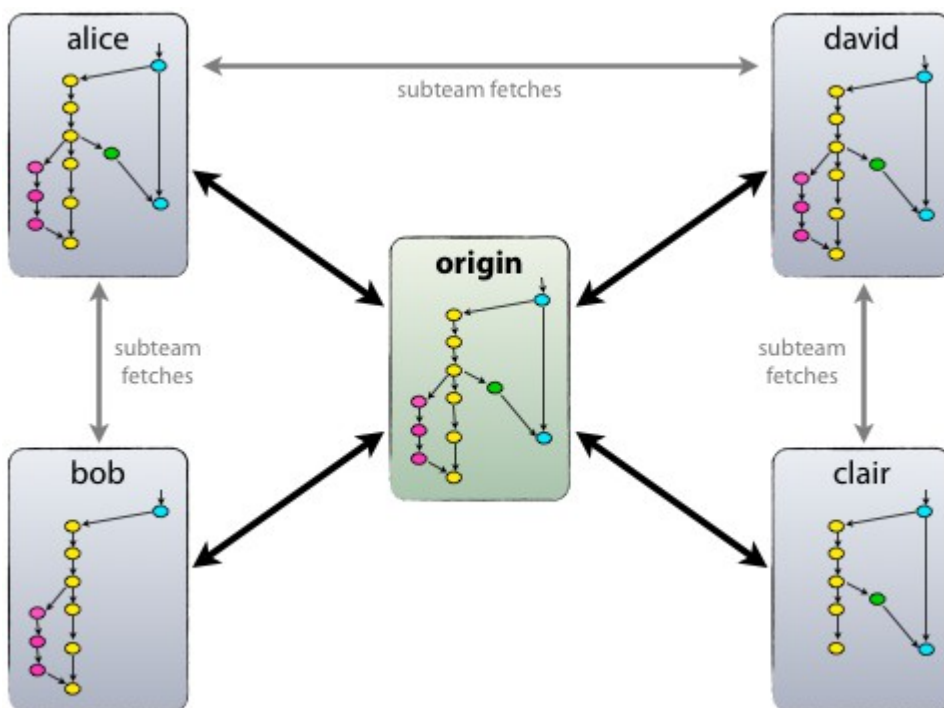 alice
david
subteam fetches
origin
subteam
fetches
subteam
fetches
bob
clair